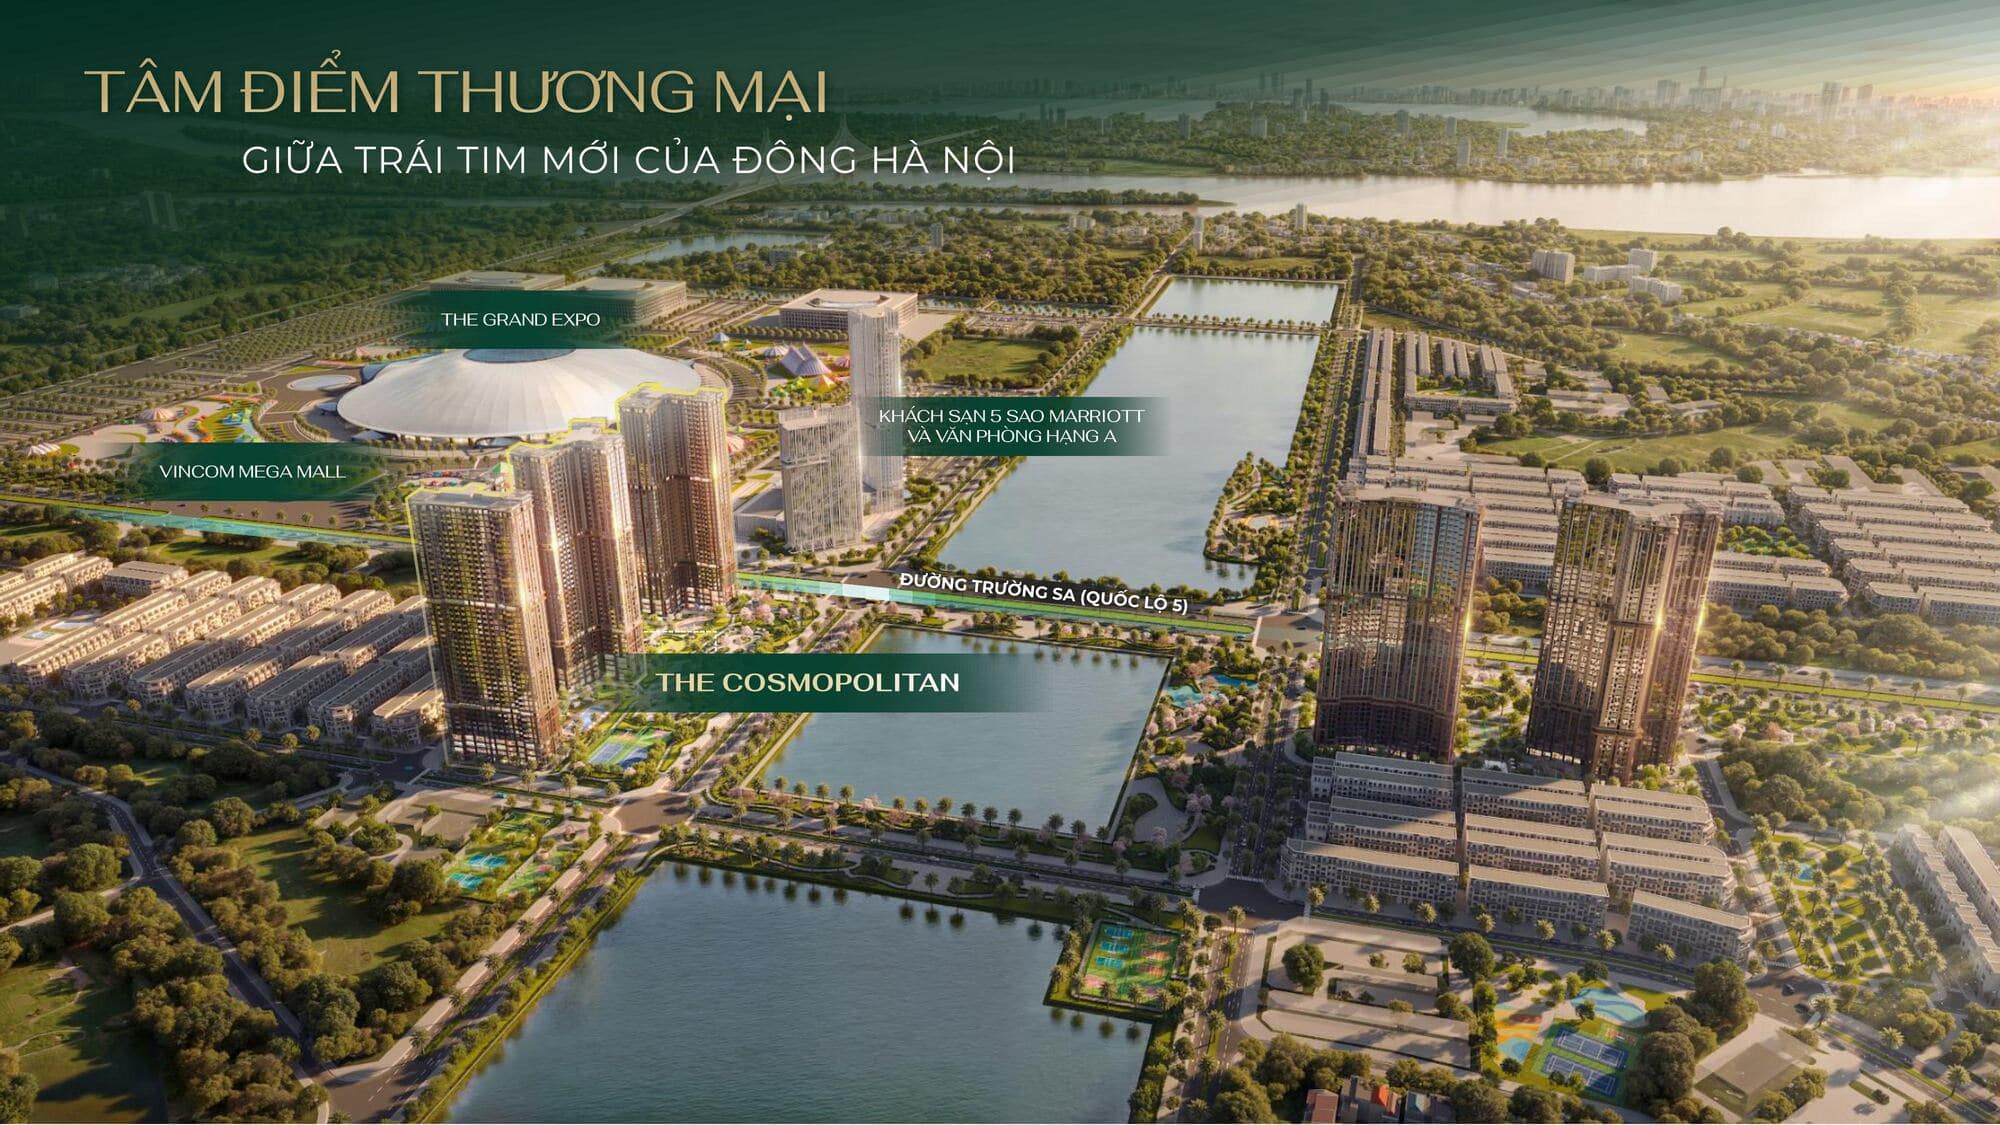 TÂM ĐIỂM THƯƠNG MẠI
GIỮA TRÁI TIM MỚI CỦA ĐÔNG HÀ NỘI
THE GRAND EXPO
KHÁCH SẠN 5 SAO MARRIOTT
VÀ VĂN PHÒNG HẠNG A
VINCOM MEGA MALL
ĐƯỜNG TRƯỜNG SA (QUỐC LỘ 5)
THE COSMOPOLITAN